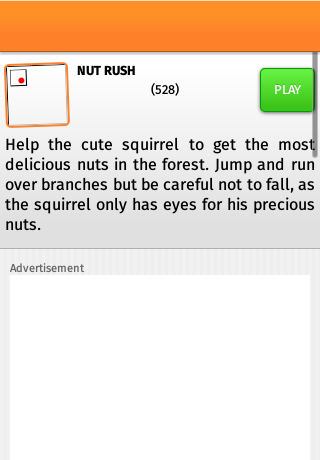 NUT RUSH
(528)
PLAY
Help the cute squirrel to get the most
delicious nuts in the forest. Jump and run
over branches but be careful not to fall, as
the squirrel only has eyes for his precious
nuts.
Advertisement